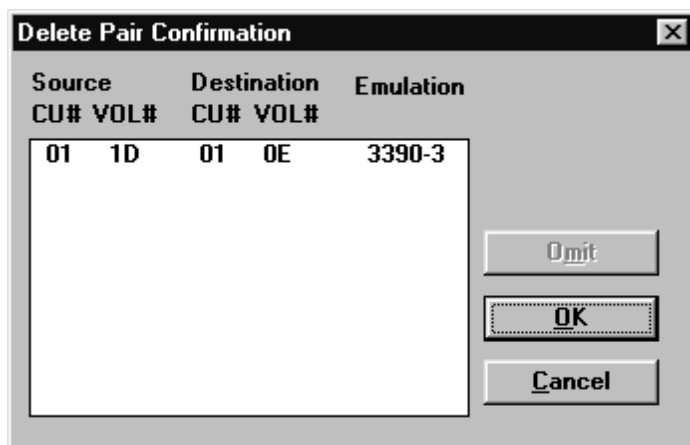 Delete Pair Confirmation
Source Destination Emulation
CU# VOL# CU# VOL#
01 1D 01 0E 3390-3
Omit
OK
Cancel